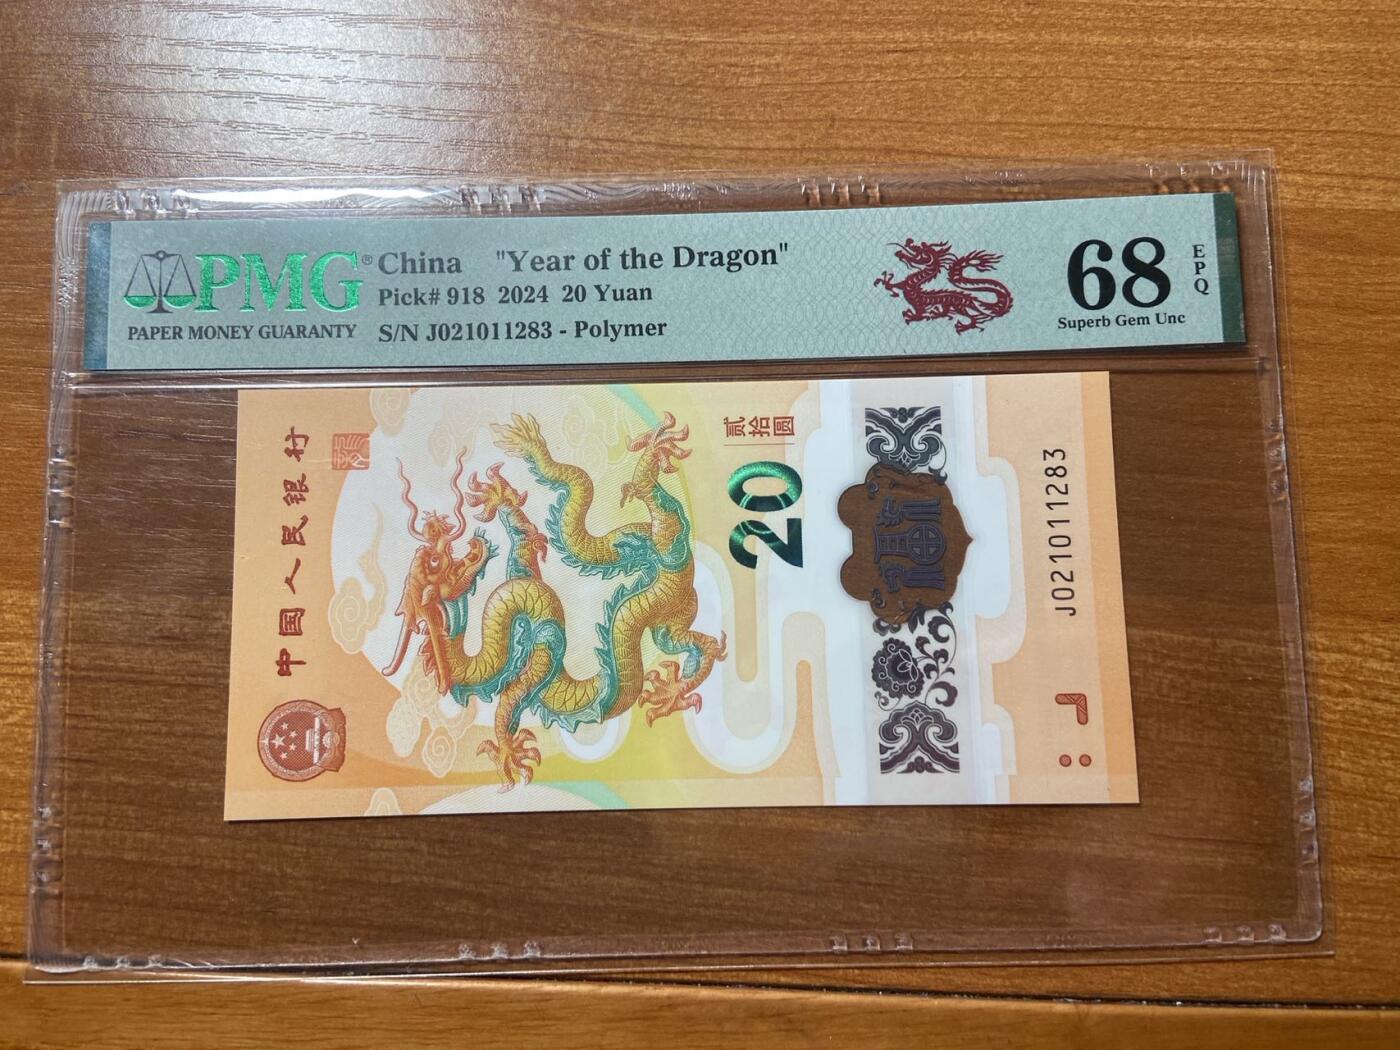 PMG®
PAPER MONEY GUARANTY
China "Year of the Dragon"
Pick# 918 2024 20 Yuan
S/N J021011283 - Polymer
68
EPQ
Superb Gem Unc
中国人民银行
贰拾圆
20
福
J021011283